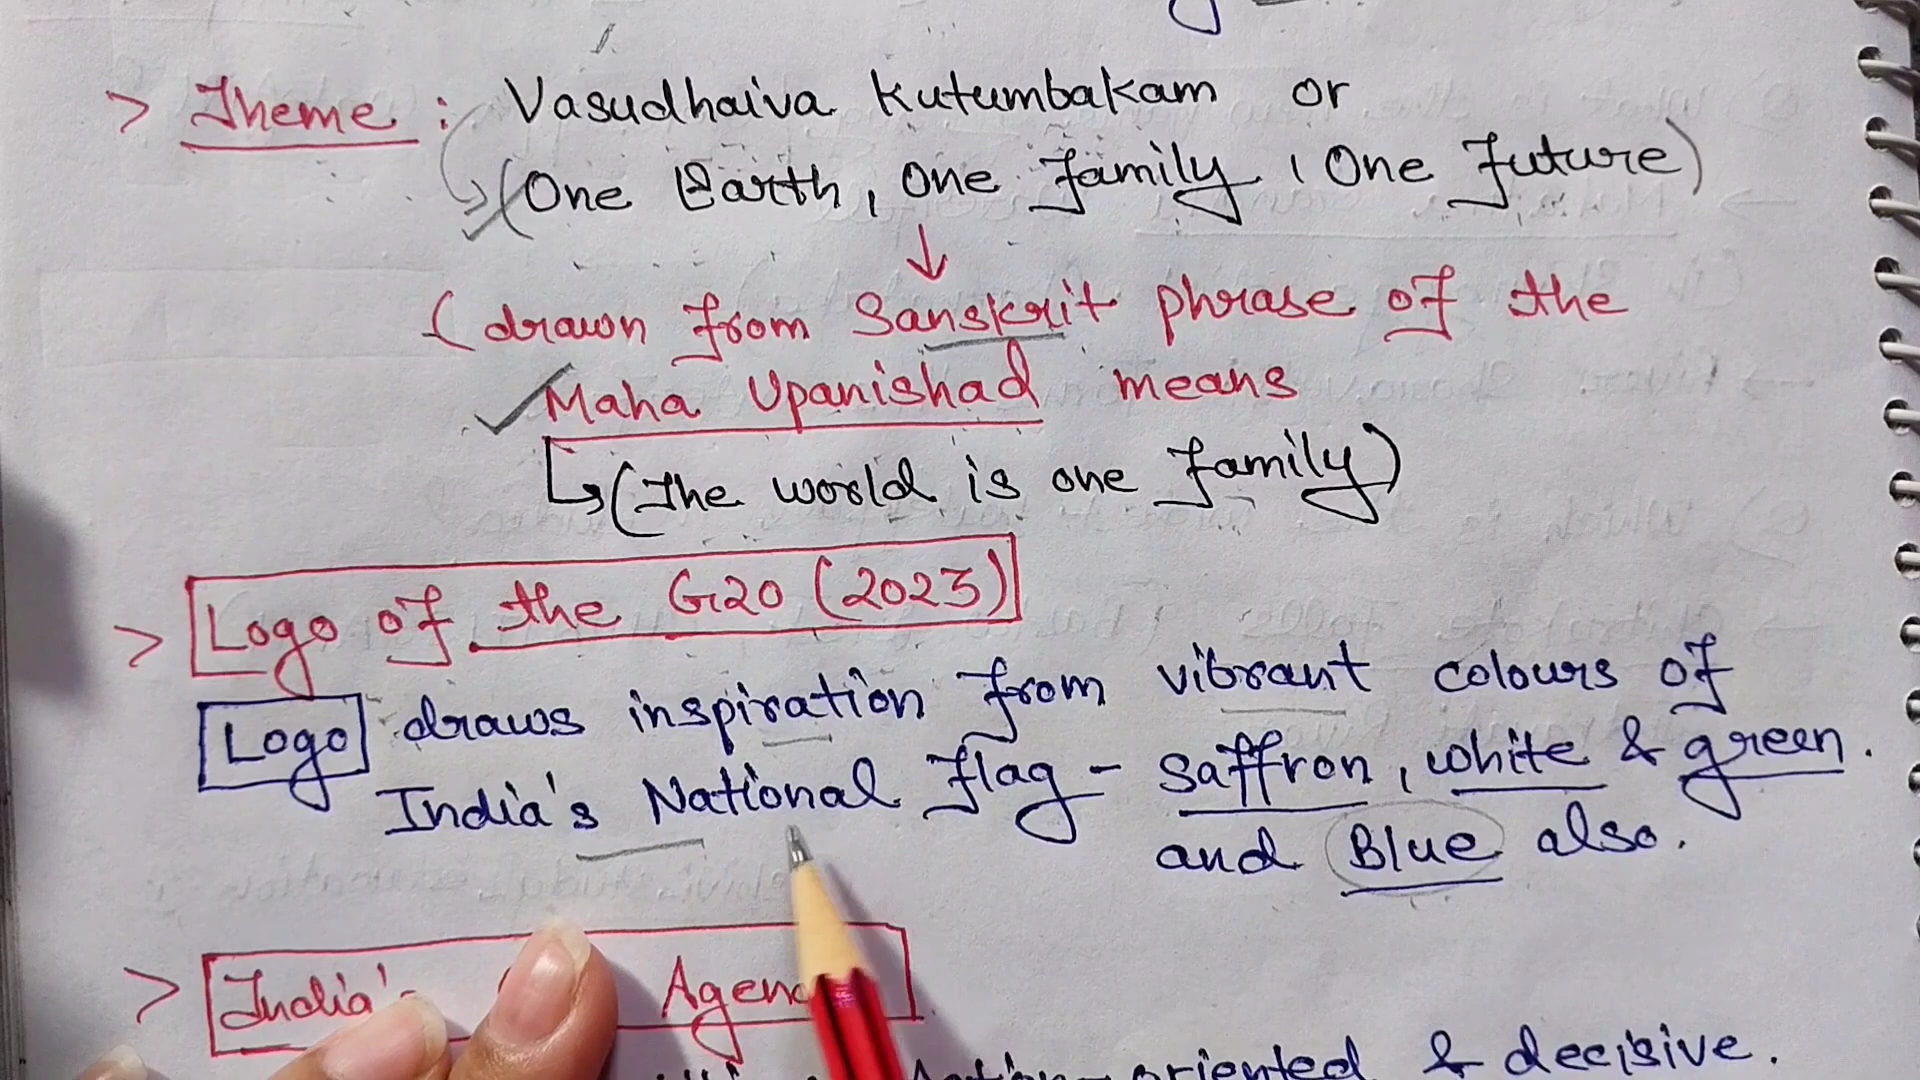 > Theme : Vasudhaiva Kutumbakam or
(One Earth, One Family, One Future)
(drawn from Sanskrit phrase of the
Maha Upanishad means
(The world is one family)
> Logo of the G20 (2023)
Logo draws inspiration from vibrant colours of
India's National Flag - saffron, white & green.
and Blue also.
> India's
oriented & decisive.